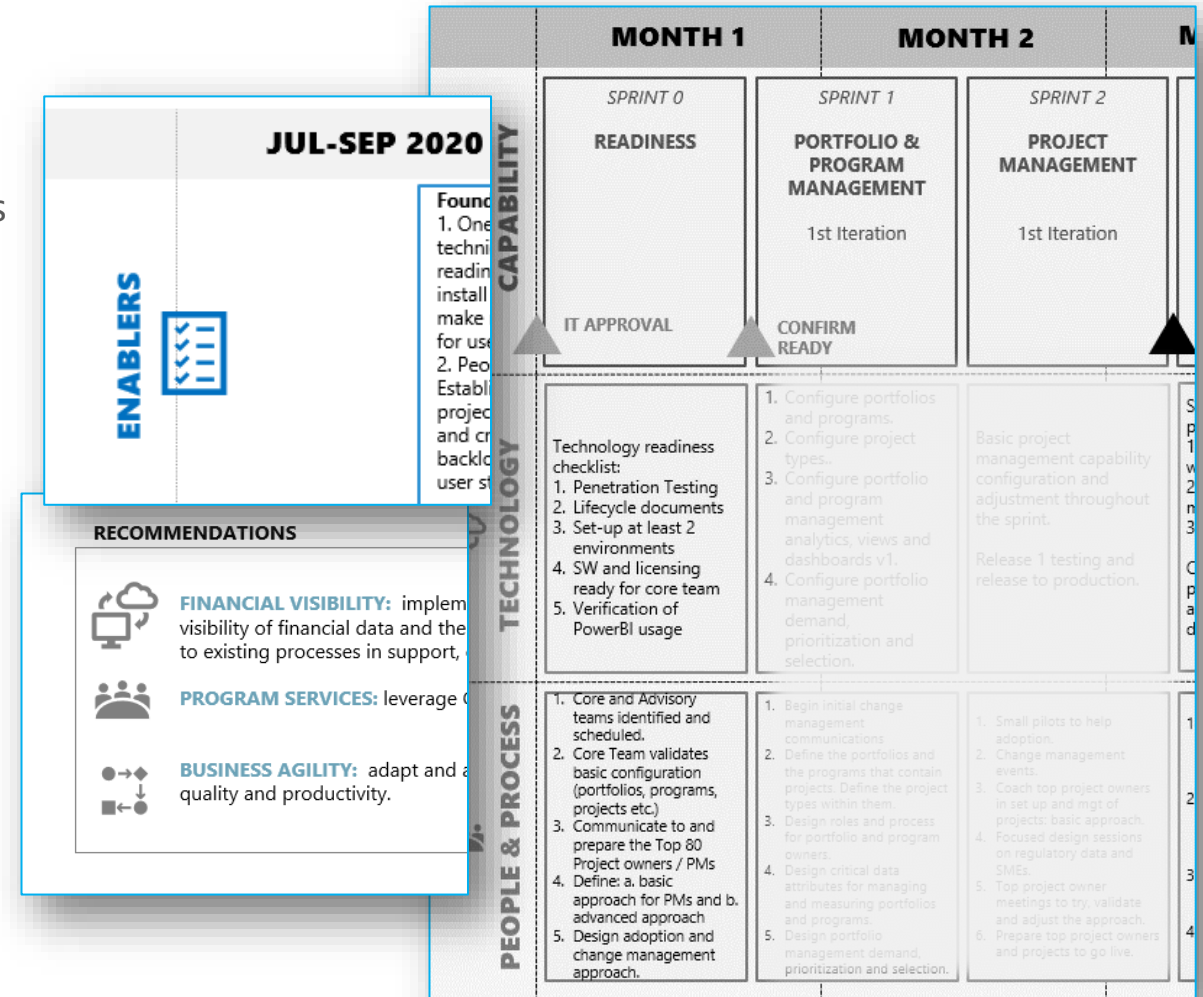 MONTH 1
MONTH 2
CAPABILITY
SPRINT 0
READINESS
IT APPROVAL
SPRINT 1
PORTFOLIO &
PROGRAM
MANAGEMENT
1st Iteration
CONFIRM
READY
SPRINT 2
PROJECT
MANAGEMENT
1st Iteration
JUL-SEP 2020
ENABLERS
1. One
make
2. Peo
and
TECHNOLOGY
Technology readiness
checklist:
1. Penetration Testing
2. Lifecycle documents
3. Set-up at least 2
environments
4. SW and licensing
ready for core team
5. Verification of
PowerBI usage
1. Configure portfolios
and programs.
2. Configure project
types..
3. Configure portfolio
and program
management
analytics, views and
dashboards v1.
4. Configure portfolio
management
demand,
prioritization and
selection.
Basic project
management capability
configuration and
adjustment throughout
the sprint.
Release 1 testing and
release to production.
RECOMMENDATIONS
FINANCIAL VISIBILITY: implem
visibility of financial data and the
to existing processes in support,
PROGRAM SERVICES: leverage
BUSINESS AGILITY: adapt and a
quality and productivity.
PEOPLE & PROCESS
1. Core and Advisory
teams identified and
scheduled.
2. Core Team validates
basic configuration
(portfolios, programs,
projects etc.)
3. Communicate to and
prepare the Top 80
Project owners / PMs
4. Define: a. basic
approach for PMs and b.
advanced approach
5. Design adoption and
change management
approach.
1. Begin initial change
management
communications
2. Define the portfolios and
the programs that contain
projects. Define the project
types within them.
3. Design roles and process
for portfolio and program
owners.
4. Design critical data
attributes for managing
and measuring portfolios
and programs.
5. Design portfolio
management demand,
prioritization and selection.
1. Small pilots to help
adoption.
2. Change management
events.
3. Coach top project owners
in set up and mgt of
projects: basic approach.
4. Focused design sessions
on regulatory data and
SMEs.
5. Top project owner
meetings to try, validate
and adjust the approach.
6. Prepare top project owners
and projects to go live.